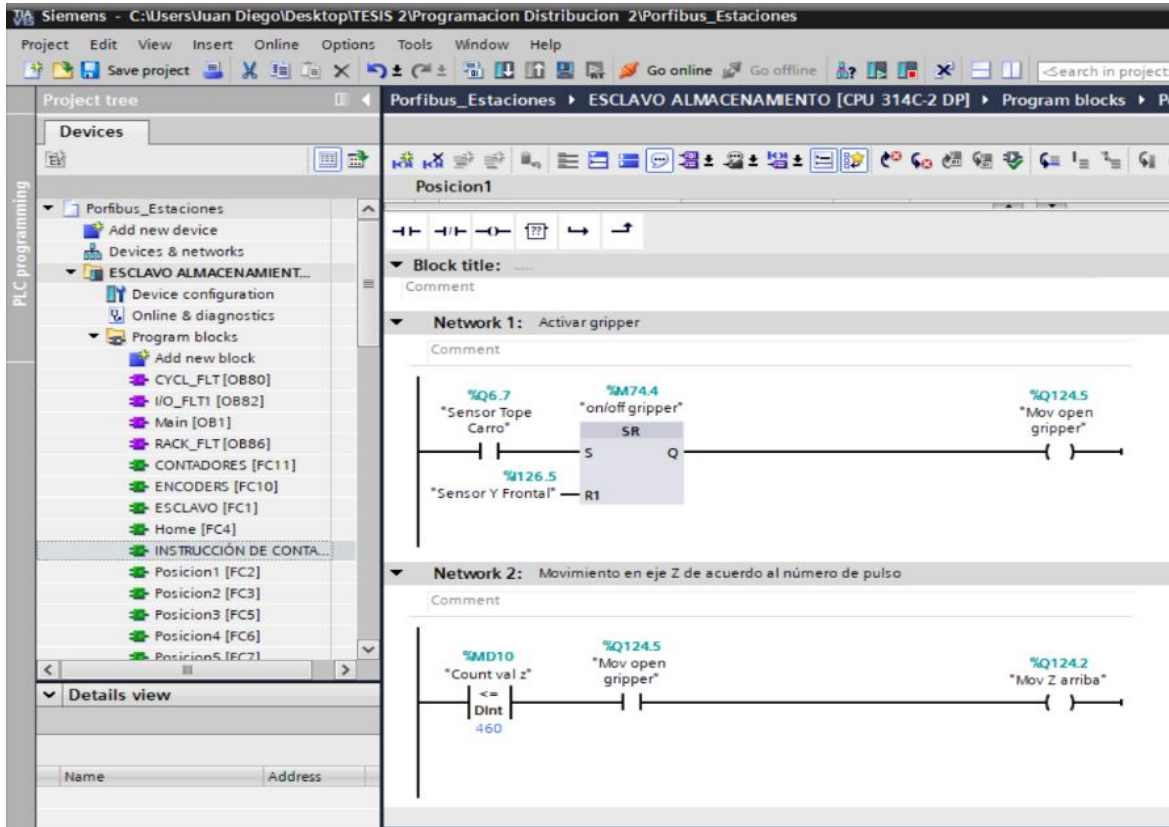 Siemens - C:\Users\Juan Diego\Desktop\TESIS 2\Programacion Distribucion 2\Porfibus_Estaciones
Project Edit View Insert Online Options Tools Window Help
Save project Go online Go offline <Search in project
Project tree
Porfibus_Estaciones ▸ ESCLAVO ALMACENAMIENTO [CPU 314C-2 DP] ▸ Program blocks ▸
Devices
PLC programming
Porfibus_Estaciones
Add new device
Devices & networks
ESCLAVO ALMACENAMIENT...
Device configuration
Online & diagnostics
Program blocks
Add new block
CYCL_FLT [OB80]
I/O_FLT1 [OB82]
Main [OB1]
RACK_FLT [OB86]
CONTADORES [FC11]
ENCODERS [FC10]
ESCLAVO [FC1]
Home [FC4]
INSTRUCCIÓN DE CONTA...
Posicion1 [FC2]
Posicion2 [FC3]
Posicion3 [FC5]
Posicion4 [FC6]
Posicion5 [FC7]
Details view
Name Address
Posicion1
??
Block title: ......
Comment
Network 1: Activar gripper
Comment
%Q6.7
"Sensor Tope
Carro"
%M74.4
"on/off gripper"
SR
S Q
%I126.5
"Sensor Y Frontal" R1
%Q124.5
"Mov open
gripper"
Network 2: Movimiento en eje Z de acuerdo al número de pulso
Comment
%MD10
"Count val z"
<=
DInt
460
%Q124.5
"Mov open
gripper"
%Q124.2
"Mov Z arriba"